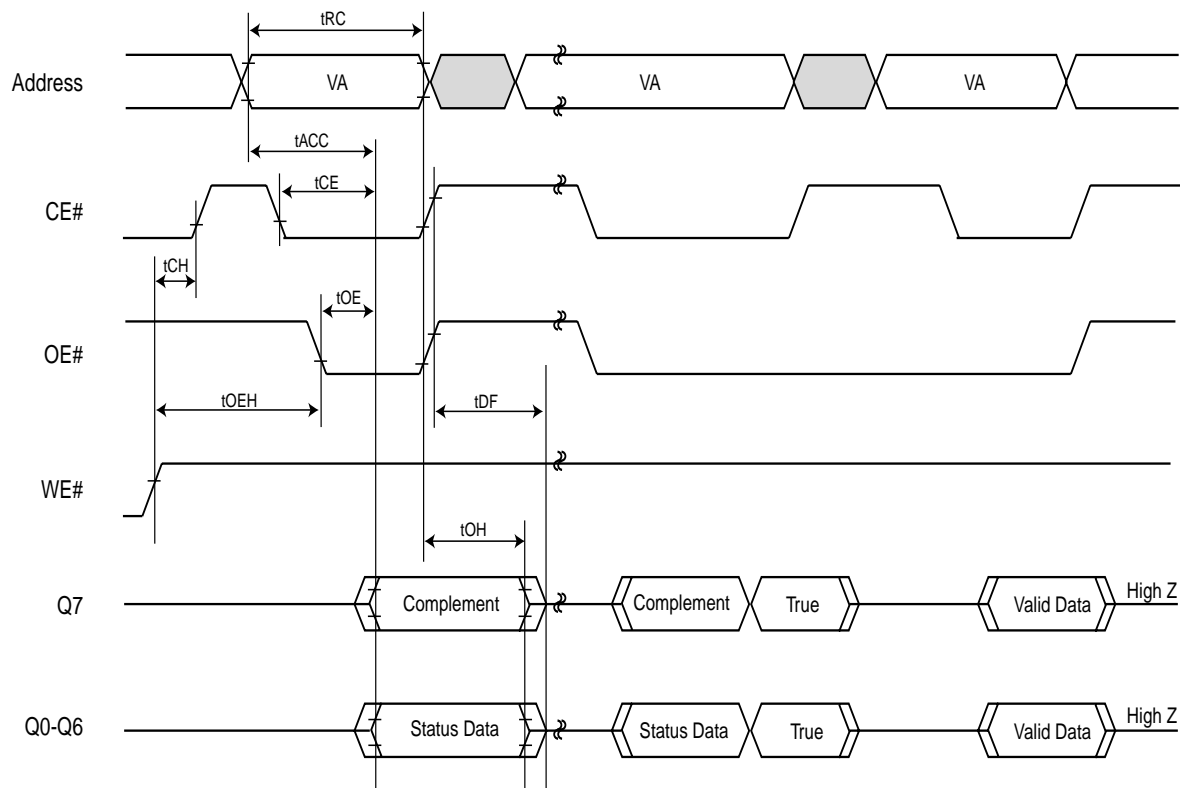 tRC
Address VA VA VA
tACC
tCE
CE#
tCH
tOE
OE#
tOEH tDF
WE#
tOH
Q7 Complement Complement True Valid Data High Z
Q0-Q6 Status Data Status Data True Valid Data High Z